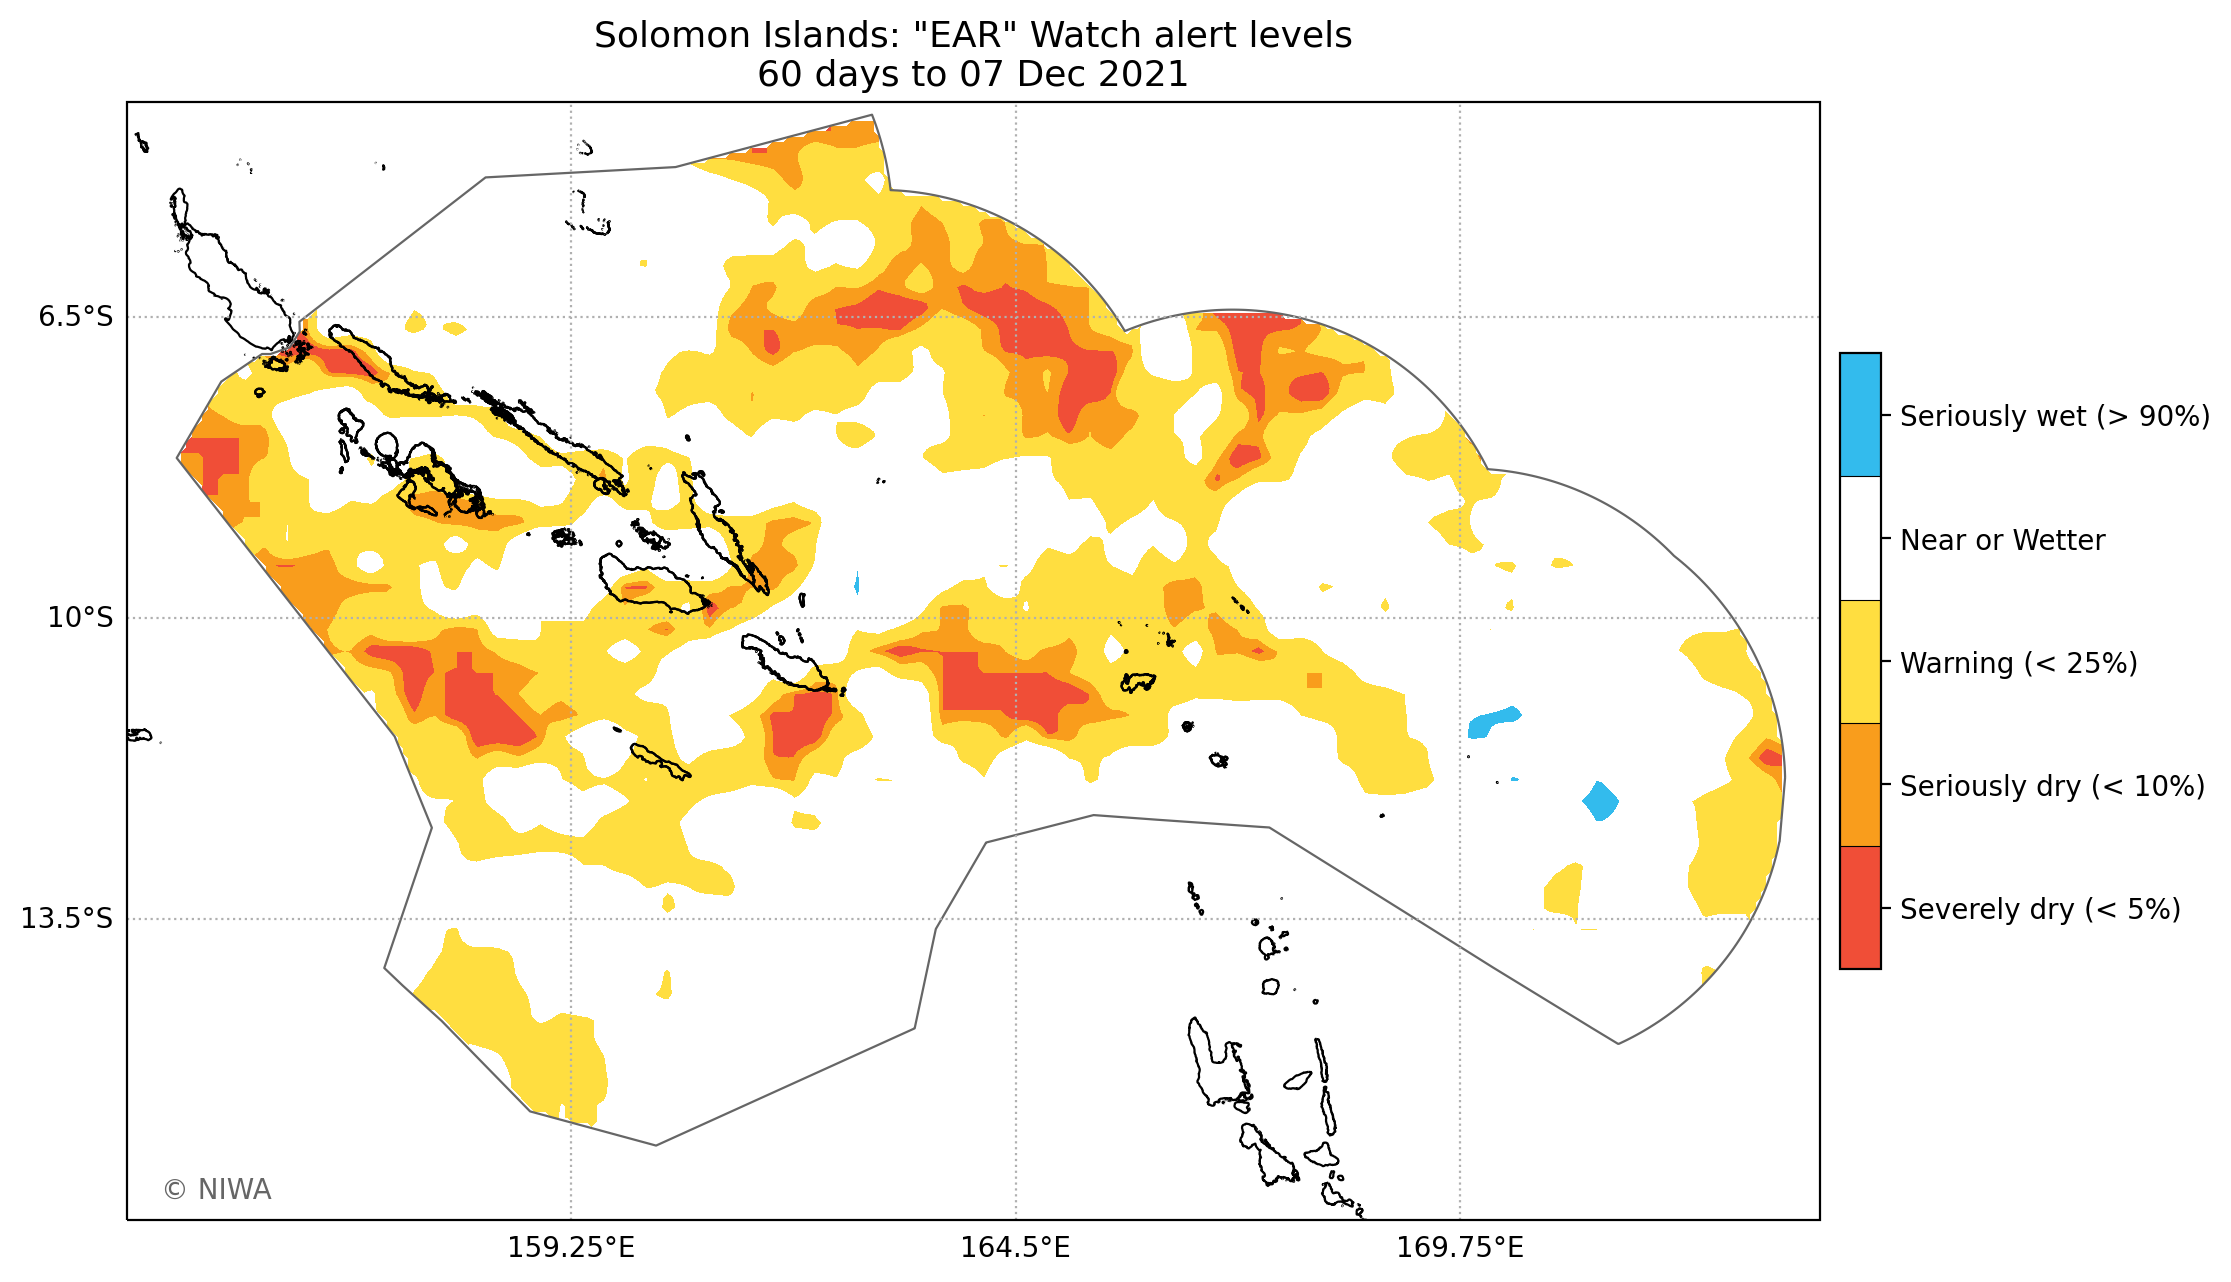 Solomon Islands: "EAR" Watch alert levels
60 days to 07 Dec 2021
6.5°S
10°S
13.5°S
159.25°E
164.5°E
169.75°E
Seriously wet (> 90%)
Near or Wetter
Warning (< 25%)
Seriously dry (< 10%)
Severely dry (< 5%)
© NIWA